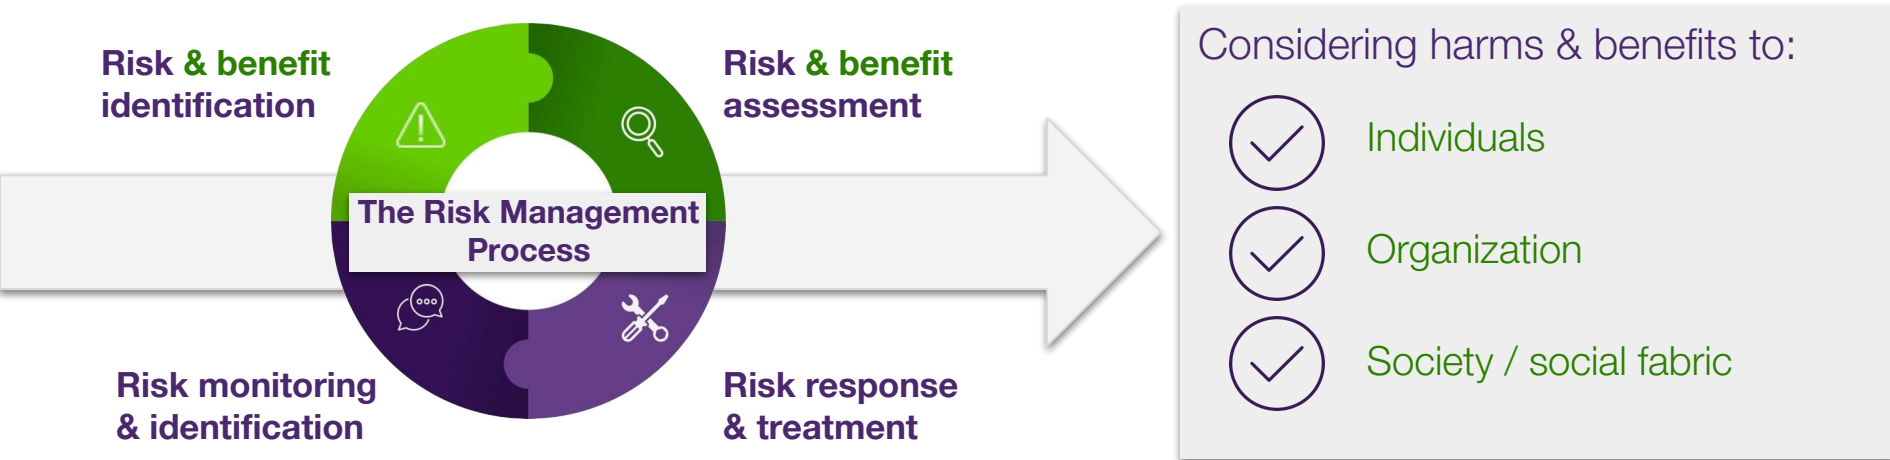 Risk & benefit
identification
Risk & benefit
assessment
The Risk Management
Process
Risk monitoring
& identification
Risk response
& treatment
Considering harms & benefits to:
Individuals
Organization
Society / social fabric